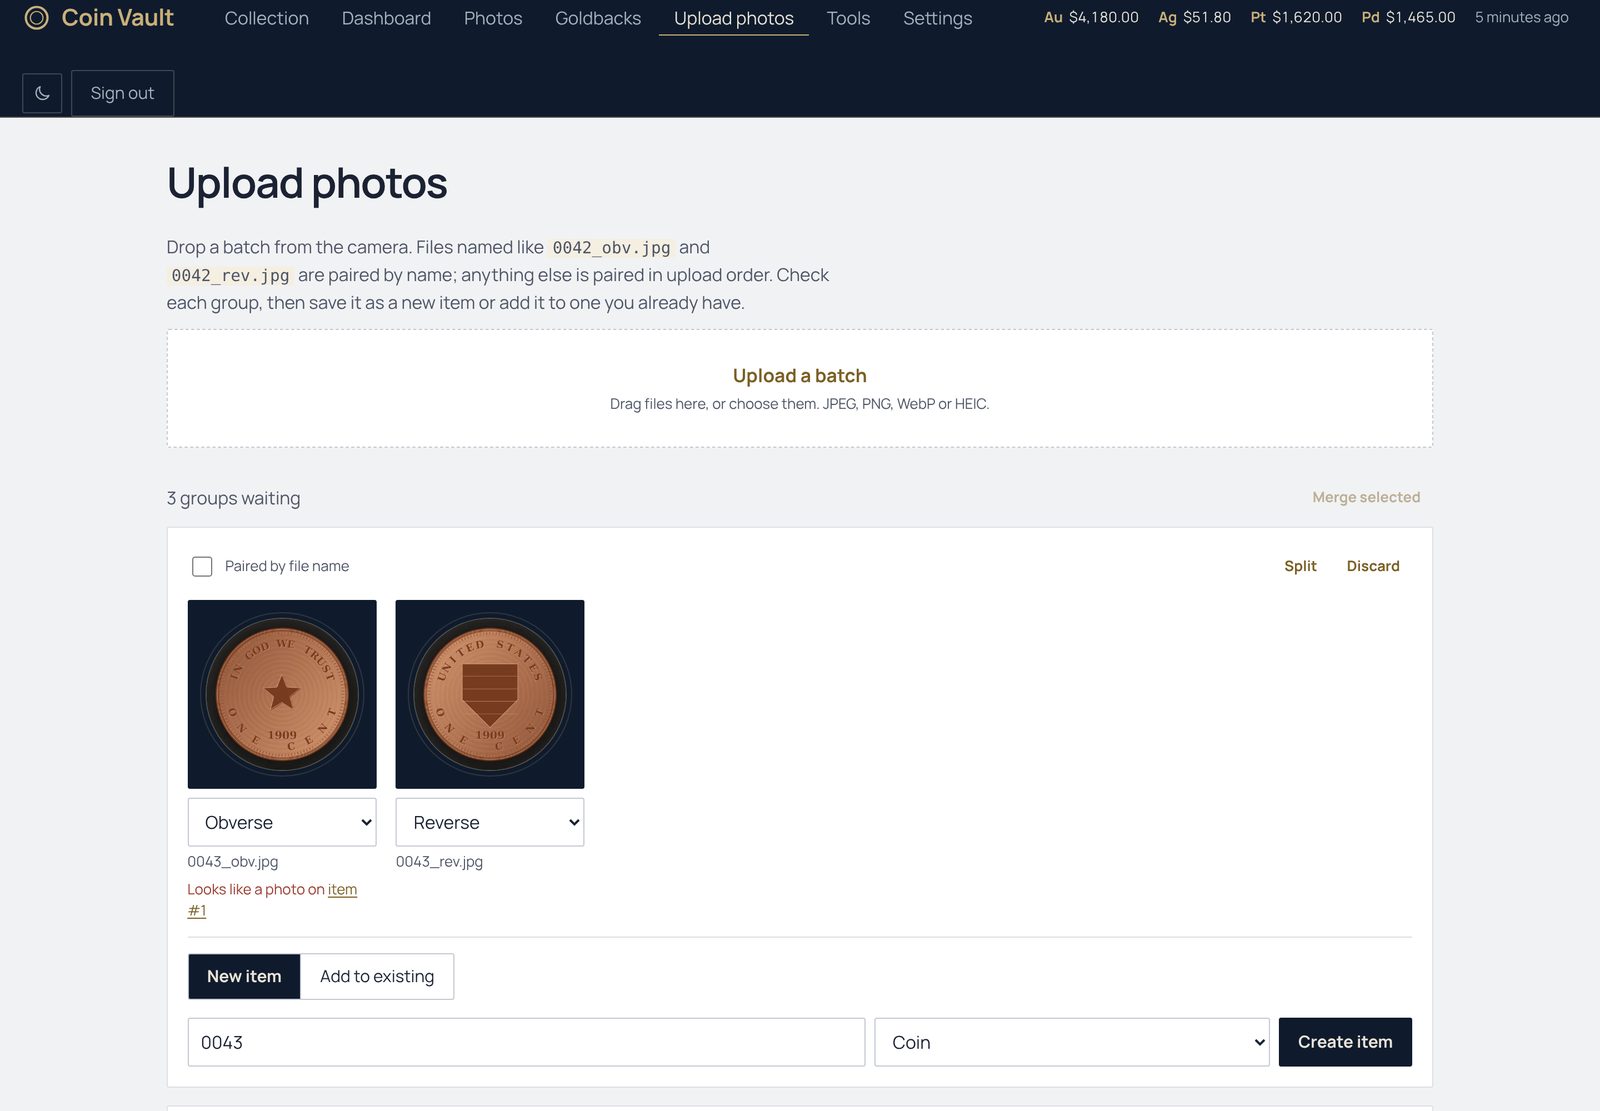 Coin Vault
Collection Dashboard Photos Goldbacks Upload photos Tools Settings
Au $4,180.00 Ag $51.80 Pt $1,620.00 Pd $1,465.00 5 minutes ago
Sign out
Upload photos
Drop a batch from the camera. Files named like 0042_obv.jpg and
0042_rev.jpg are paired by name; anything else is paired in upload order. Check
each group, then save it as a new item or add it to one you already have.
Upload a batch
Drag files here, or choose them. JPEG, PNG, WebP or HEIC.
3 groups waiting
Merge selected
Paired by file name
Split Discard
IN GOD WE TRUST
1909
ONE CENT
UNITED STATES
1909
ONE CENT
Obverse
Reverse
0043_obv.jpg
0043_rev.jpg
Looks like a photo on item
#1
New item Add to existing
0043
Coin
Create item